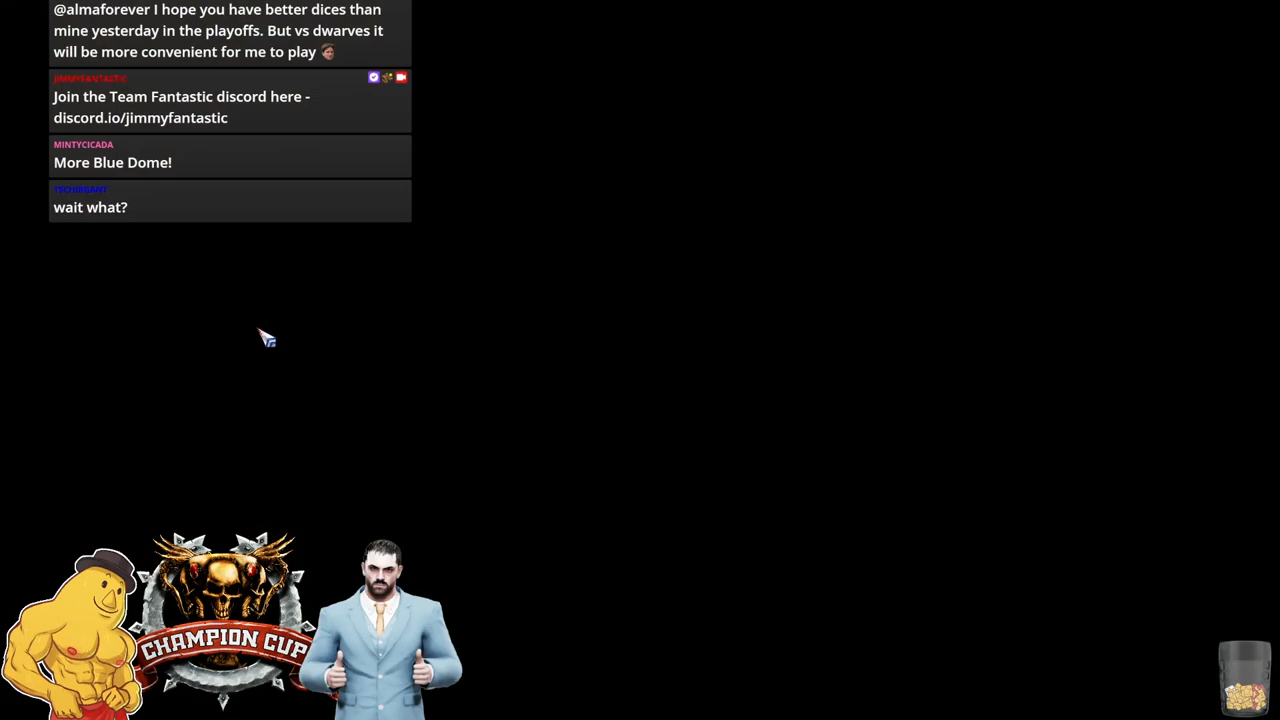 @almaforever I hope you have better dices than
mine yesterday in the playoffs. But vs dwarves it
will be more convenient for me to play
JIMMYFANTASTIC
Join the Team Fantastic discord here -
discord.io/jimmyfantastic
MINTYCICADA
More Blue Dome!
TSCHIRGANT
wait what?
CHAMPION CUP